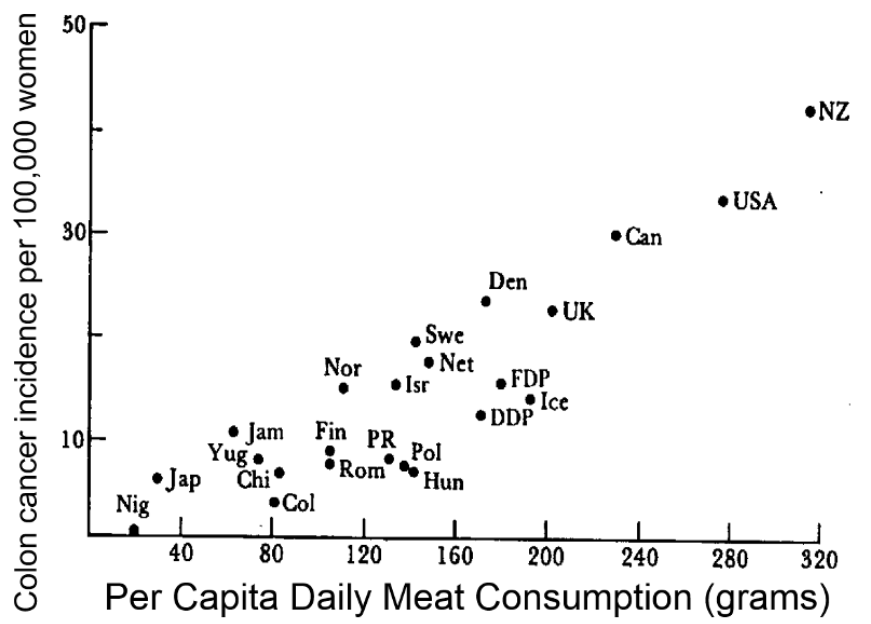 Colon cancer incidence per 100,000 women
50
30
10
NZ
USA
Can
Den
UK
Swe
Net
Nor
Isr
FDP
Ice
DDP
Jam
Fin
PR
Yug
Pol
Chi
Rom
Hun
Jap
Col
Nig
40 80 120 160 200 240 280 320
Per Capita Daily Meat Consumption (grams)